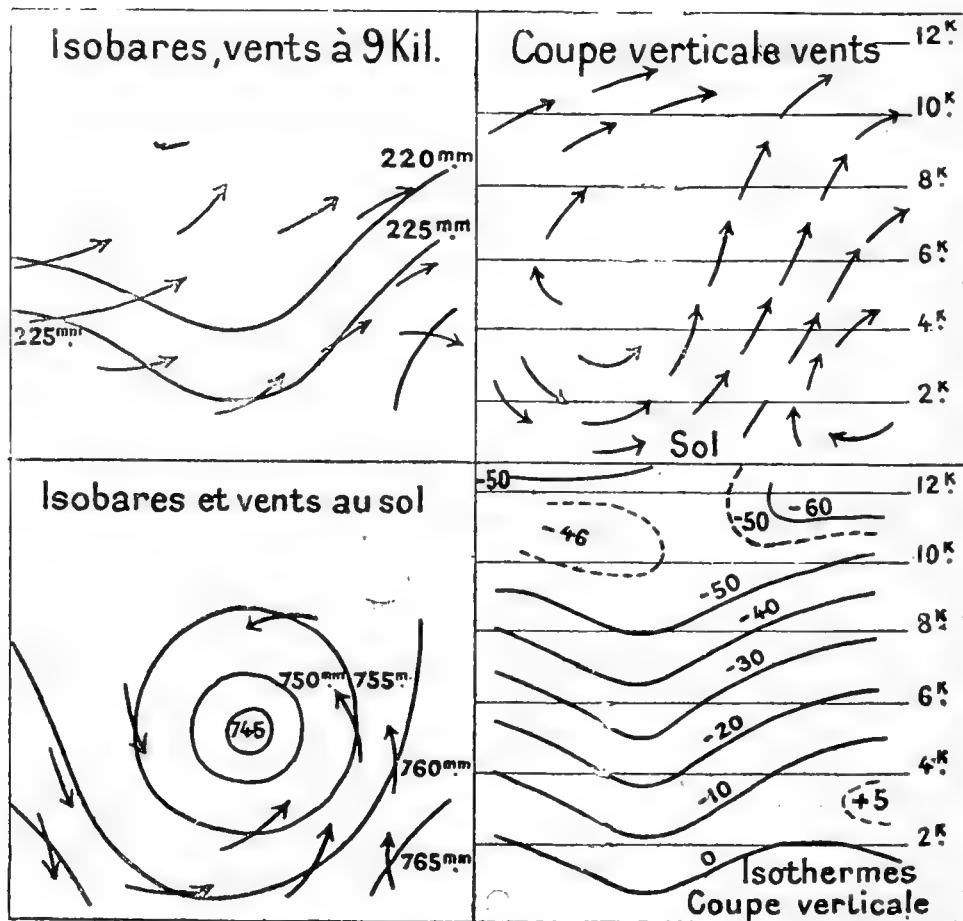 Isobares, vents à 9 Kil.
220mm
225mm
225mm
Coupe verticale vents
12K
10K
8K
6K
4K
2K
Sol
Isobares et vents au sol
750mm 755m
745
760mm
765mm
-50
-46
-50
-60
12K
10K
-50
-40
8K
-30
6K
-20
4K
-10
+5
2K
0
Isothermes
Coupe verticale